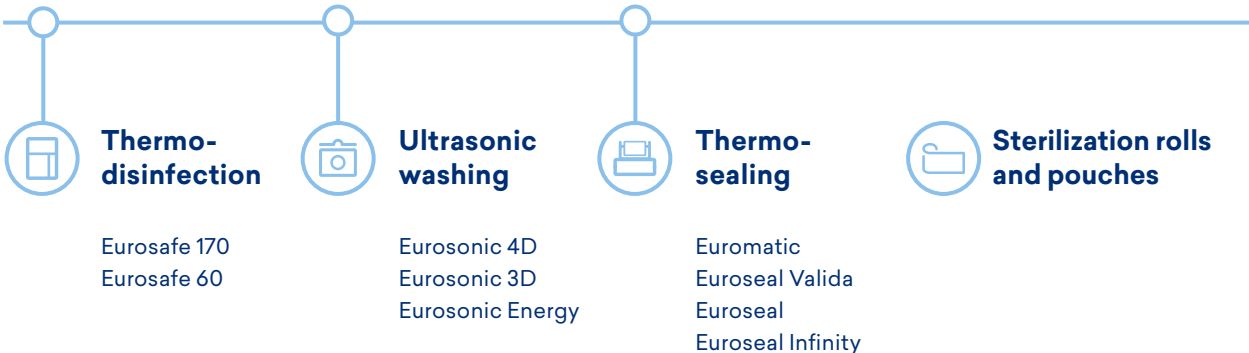 Thermo-
disinfection
Eurosafe 170
Eurosafe 60
Ultrasonic
washing
Eurosonic 4D
Eurosonic 3D
Eurosonic Energy
Thermo-
sealing
Euromatic
Euroseal Valida
Euroseal
Euroseal Infinity
Sterilization rolls
and pouches